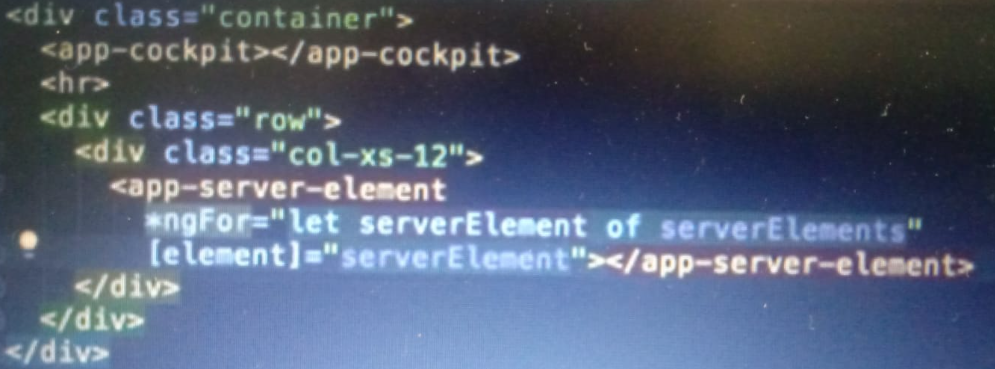 <div class="container">
<app-cockpit></app-cockpit>
<hr>
<div class="row">
<div class="col-xs-12">
<app-server-element
*ngFor="let serverElement of serverElements"
[element]="serverElement"></app-server-element>
</div>
</div>
</div>